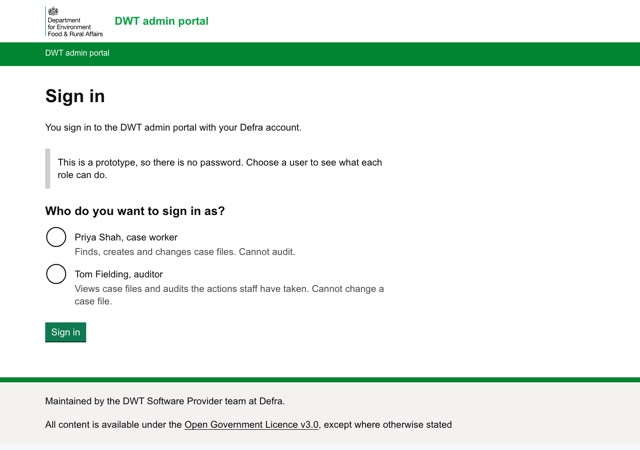 Department
for Environment
Food & Rural Affairs
DWT admin portal
DWT admin portal
Sign in
You sign in to the DWT admin portal with your Defra account.
This is a prototype, so there is no password. Choose a user to see what each
role can do.
Who do you want to sign in as?
Priya Shah, case worker
Finds, creates and changes case files. Cannot audit.
Tom Fielding, auditor
Views case files and audits the actions staff have taken. Cannot change a
case file.
Sign in
Maintained by the DWT Software Provider team at Defra.
All content is available under the Open Government Licence v3.0, except where otherwise stated